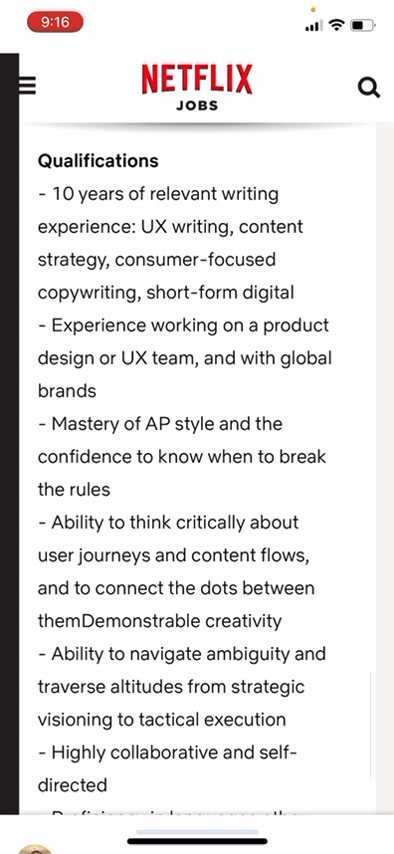 9:16
NETFLIX
JOBS
Qualifications
- 10 years of relevant writing
experience: UX writing, content
strategy, consumer-focused
copywriting, short-form digital
- Experience working on a product
design or UX team, and with global
brands
- Mastery of AP style and the
confidence to know when to break
the rules
- Ability to think critically about
user journeys and content flows,
and to connect the dots between
themDemonstrable creativity
- Ability to navigate ambiguity and
traverse altitudes from strategic
visioning to tactical execution
- Highly collaborative and self-
directed